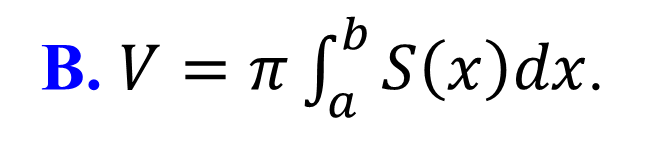 B. V = π ∫_a^b S(x)dx.